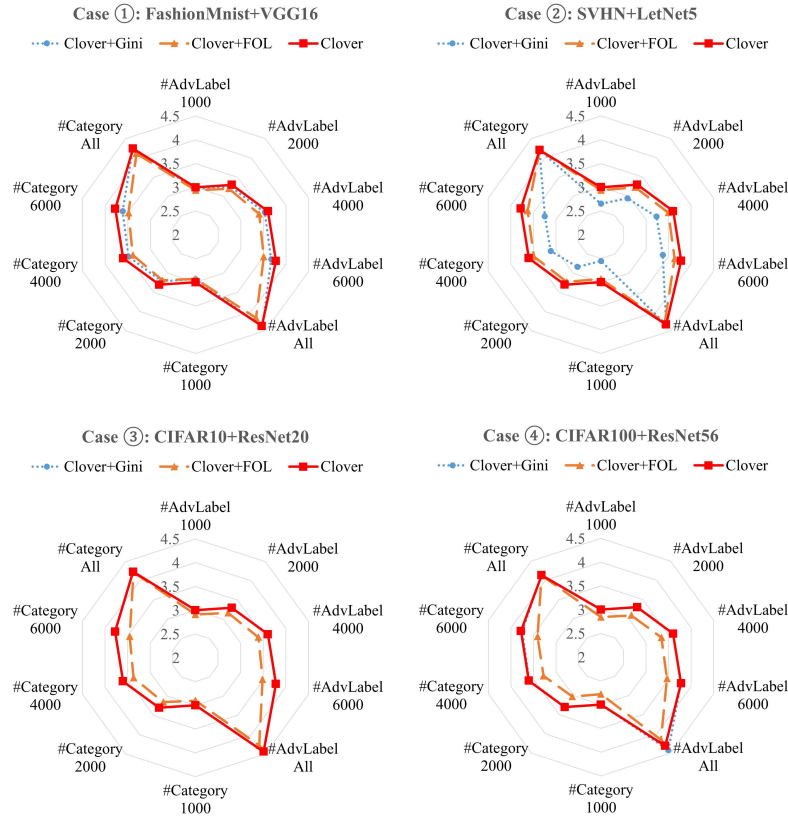 Case ①: FashionMnist+VGG16
Clover+Gini Clover+FOL Clover
#AdvLabel
1000
#AdvLabel
2000
#AdvLabel
4000
#AdvLabel
6000
#AdvLabel
All
#Category
1000
#Category
2000
#Category
4000
#Category
6000
#Category
All
4.5
4
3.5
3
2.5
2
Case ②: SVHN+LetNet5
Clover+Gini Clover+FOL Clover
#AdvLabel
1000
#AdvLabel
2000
#AdvLabel
4000
#AdvLabel
6000
#AdvLabel
All
#Category
1000
#Category
2000
#Category
4000
#Category
6000
#Category
All
4.5
4
3.5
3
2.5
2
Case ③: CIFAR10+ResNet20
Clover+Gini Clover+FOL Clover
#AdvLabel
1000
#AdvLabel
2000
#AdvLabel
4000
#AdvLabel
6000
#AdvLabel
All
#Category
1000
#Category
2000
#Category
4000
#Category
6000
#Category
All
4.5
4
3.5
3
2.5
2
Case ④: CIFAR100+ResNet56
Clover+Gini Clover+FOL Clover
#AdvLabel
1000
#AdvLabel
2000
#AdvLabel
4000
#AdvLabel
6000
#AdvLabel
All
#Category
1000
#Category
2000
#Category
4000
#Category
6000
#Category
All
4.5
4
3.5
3
2.5
2